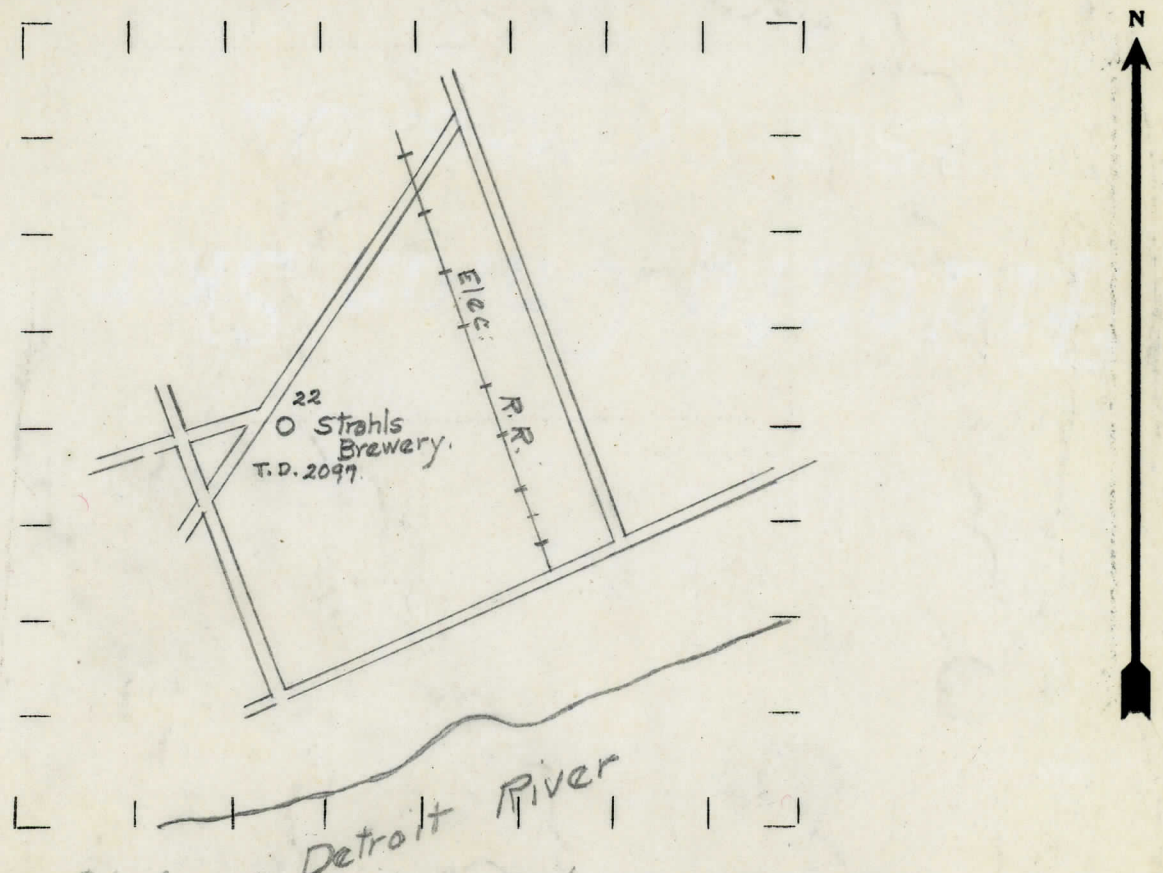 N
Elec. R.R.
22
Strahls
Brewery.
T.D. 2097
Detroit River